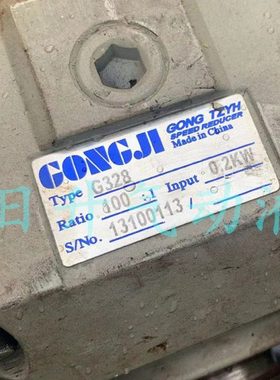 GONGJI GONG TZYH
SPEED REDUCER
Made in China
Type G328
Ratio 100 : 1 Input 0.2KW
S/No. 13100113 /